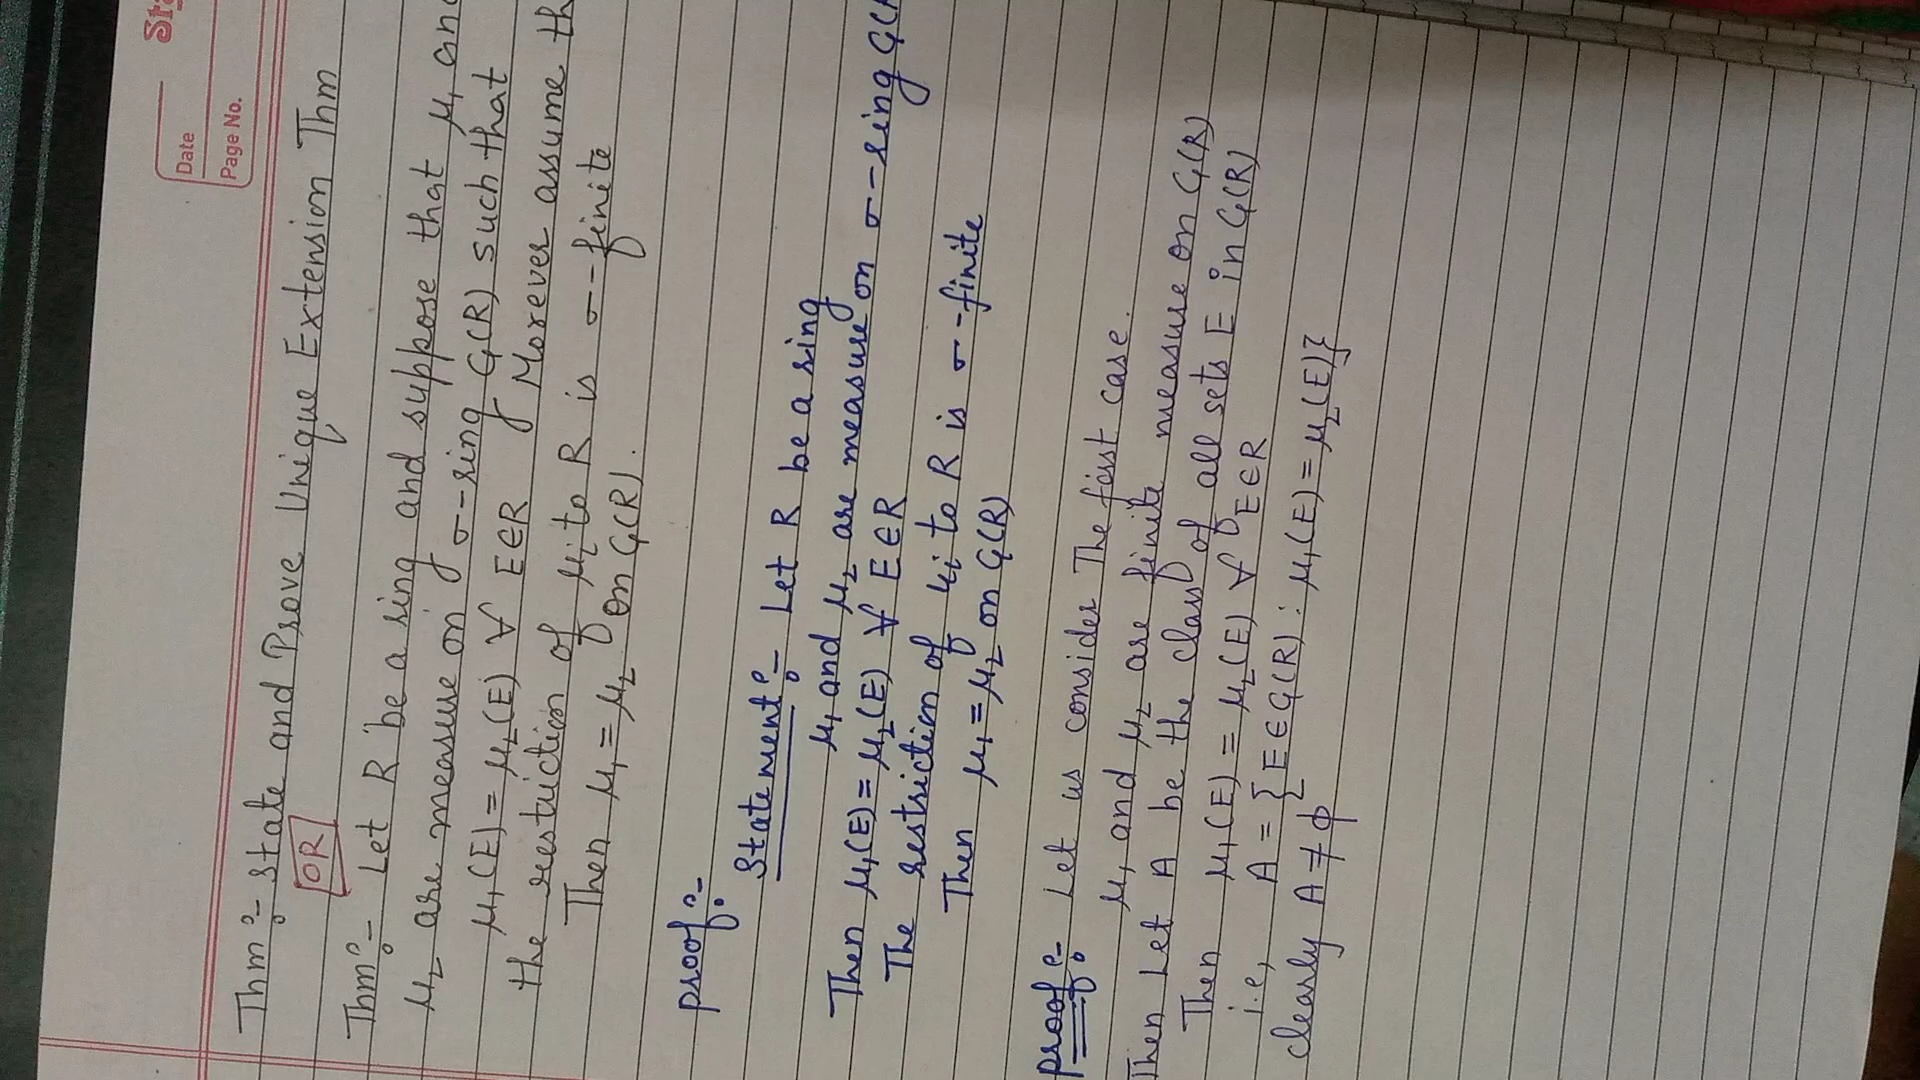 Date
Page No.
Thm:- State and Prove Unique Extension Thm
OR
Thm:- Let R be a ring and suppose that μ₁ and
μ₂ are measure on σ-ring G(R) such that
μ₁(E) = μ₂(E) ∀ E∈R } Morever assume th
the restriction of μᵢ to R is σ-finite
Then μ₁ = μ₂ on G(R).
proof:-
Statement:- Let R be a ring
μ₁ and μ₂ are measure on σ-ring G(R
Then μ₁(E) = μ₂(E) ∀ E∈R
The restriction of μᵢ to R is σ-finite
Then μ₁ = μ₂ on G(R)
proof:- Let us consider The first case.
μ₁ and μ₂ are finite measure on G(R)
Then Let A be the class of all sets E in G(R)
Then μ₁(E) = μ₂(E) ∀ E∈R
i.e, A = {E∈G(R) : μ₁(E) = μ₂(E)}
clearly A ≠ ϕ